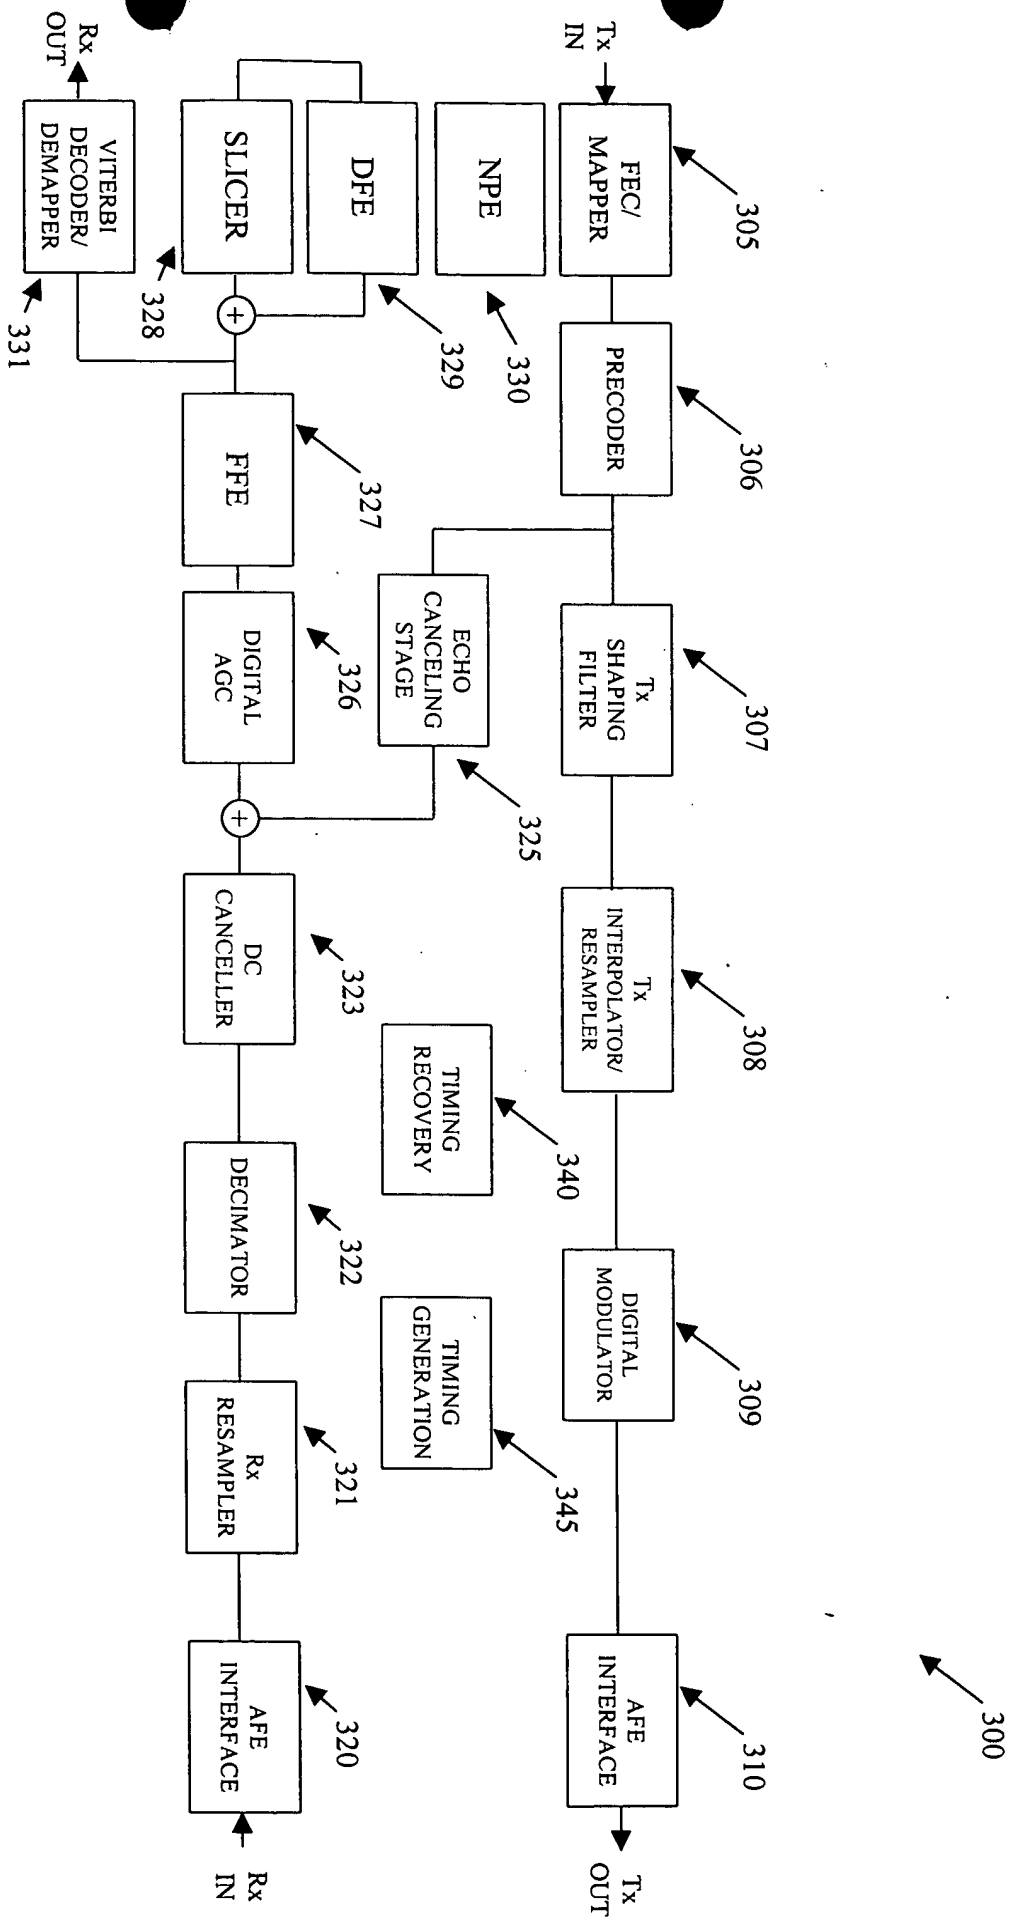 300
Tx
IN
FEC/
MAPPER
305
PRECODER
306
Tx
SHAPING
FILTER
307
Tx
INTERPOLATOR/
RESAMPLER
308
DIGITAL
MODULATOR
309
AFE
INTERFACE
310
Tx
OUT
NPE
330
ECHO
CANCELING
STAGE
325
TIMING
RECOVERY
340
TIMING
GENERATION
345
DFE
329
SLICER
328
+
FFE
327
DIGITAL
AGC
326
+
DC
CANCELLER
323
DECIMATOR
322
Rx
RESAMPLER
321
AFE
INTERFACE
320
Rx
IN
Rx
OUT
VITERBI
DECODER/
DEMAPPER
331